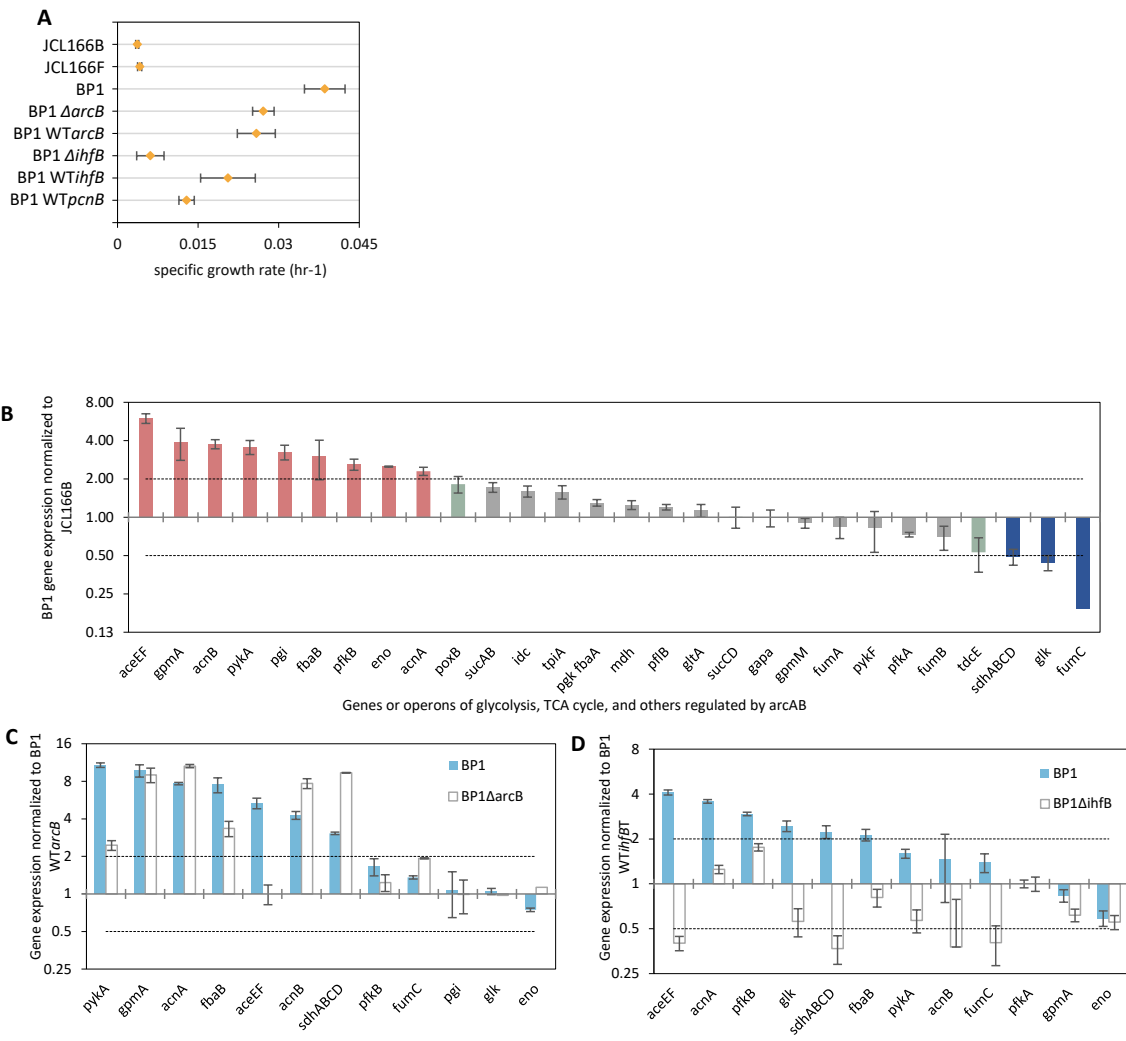 A
JCL166B
JCL166F
BP1
BP1 ΔarcB
BP1 WTarcB
BP1 ΔihfB
BP1 WTihfB
BP1 WTpcnB
0 0.015 0.03 0.045
specific growth rate (hr-1)
B
BP1 gene expression normalized to
JCL166B
8.00
4.00
2.00
1.00
0.50
0.25
0.13
aceEF gpmA acnB pykA pgi fbaB pfkB eno acnA poxB sucAB idc tpiA pgk fbaA mdh pflB gltA sucCD gapa gpmM fumA pykF pfkA fumB tdcE sdhABCD glk fumC
Genes or operons of glycolysis, TCA cycle, and others regulated by arcAB
C
Gene expression normalized to BP1
WTarcB
16
8
4
2
1
0.5
0.25
BP1
BP1ΔarcB
pykA gpmA acnA fbaB aceEF acnB sdhABCD pfkB fumC pgi glk eno
D
Gene expression normalized to BP1
WTihfBT
8
4
2
1
0.5
0.25
BP1
BP1ΔihfB
aceEF acnA pfkB glk sdhABCD fbaB pykA acnB fumC pfkA gpmA eno